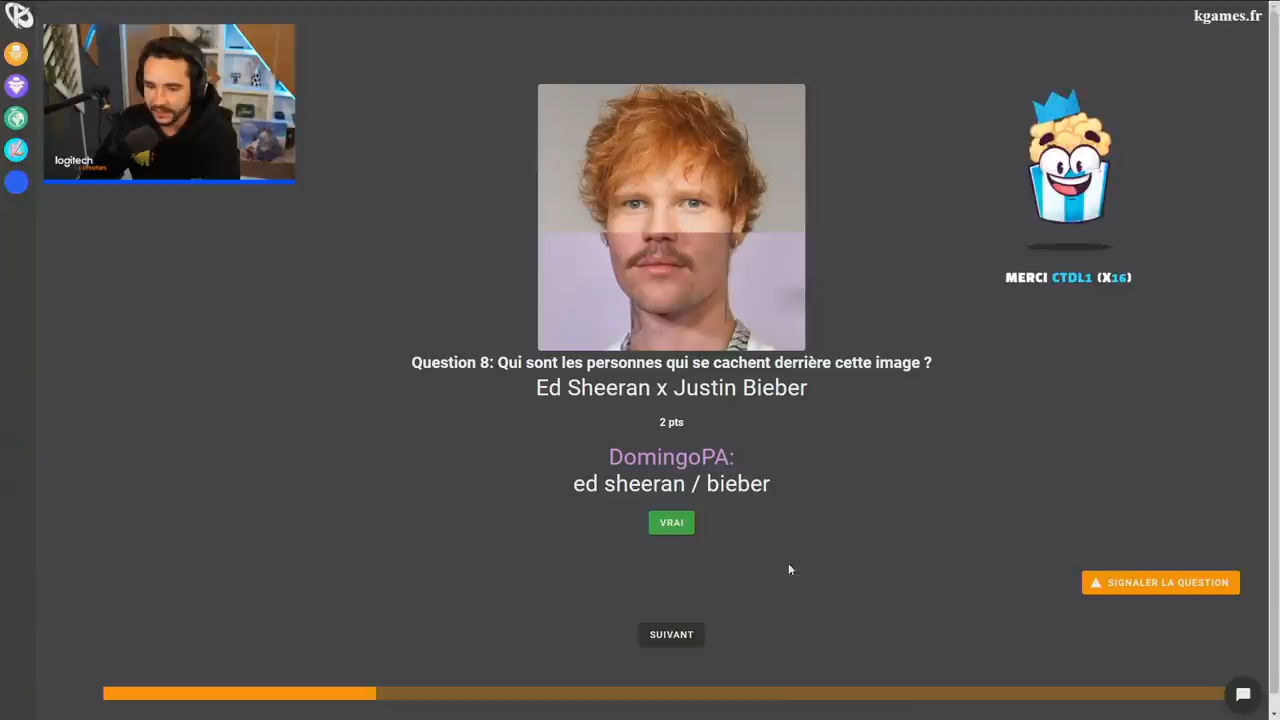 kgames.fr
logitech
creators
MERCI CTDL1 (X16)
Question 8: Qui sont les personnes qui se cachent derrière cette image ?
Ed Sheeran x Justin Bieber
2 pts
DomingoPA:
ed sheeran / bieber
VRAI
SIGNALER LA QUESTION
SUIVANT